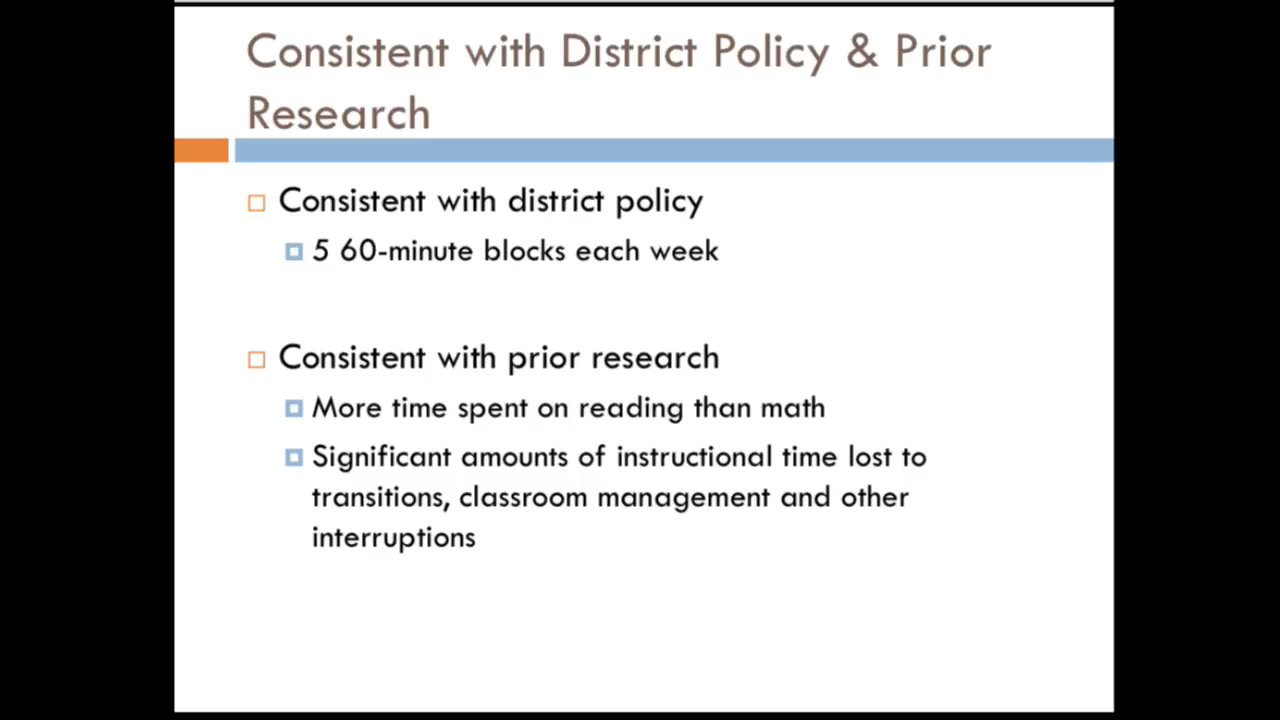 Consistent with District Policy & Prior
Research
Consistent with district policy
5 60-minute blocks each week
Consistent with prior research
More time spent on reading than math
Significant amounts of instructional time lost to
transitions, classroom management and other
interruptions